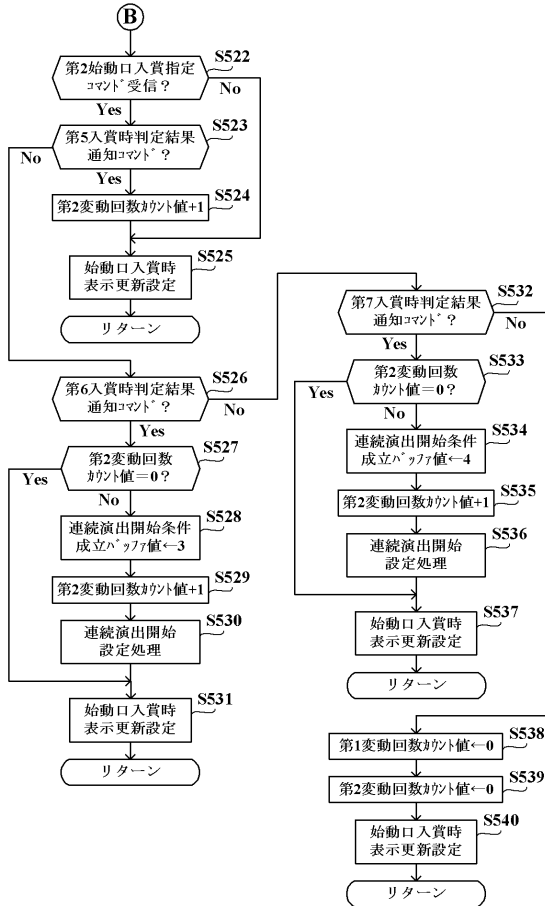 B
S522
第2始動口入賞指定
コマンド受信?
No
Yes
S523
第5入賞時判定結果
通知コマンド?
No
Yes
S524
第2変動回数カウント値+1
S525
始動口入賞時
表示更新設定
リターン
S526
第6入賞時判定結果
通知コマンド?
No
Yes
S527
第2変動回数
カウント値=0?
Yes
No
S528
連続演出開始条件
成立バッファ値←3
S529
第2変動回数カウント値+1
S530
連続演出開始
設定処理
S531
始動口入賞時
表示更新設定
リターン
S532
第7入賞時判定結果
通知コマンド?
No
Yes
S533
第2変動回数
カウント値=0?
Yes
No
S534
連続演出開始条件
成立バッファ値←4
S535
第2変動回数カウント値+1
S536
連続演出開始
設定処理
S537
始動口入賞時
表示更新設定
リターン
S538
第1変動回数カウント値←0
S539
第2変動回数カウント値←0
S540
始動口入賞時
表示更新設定
リターン